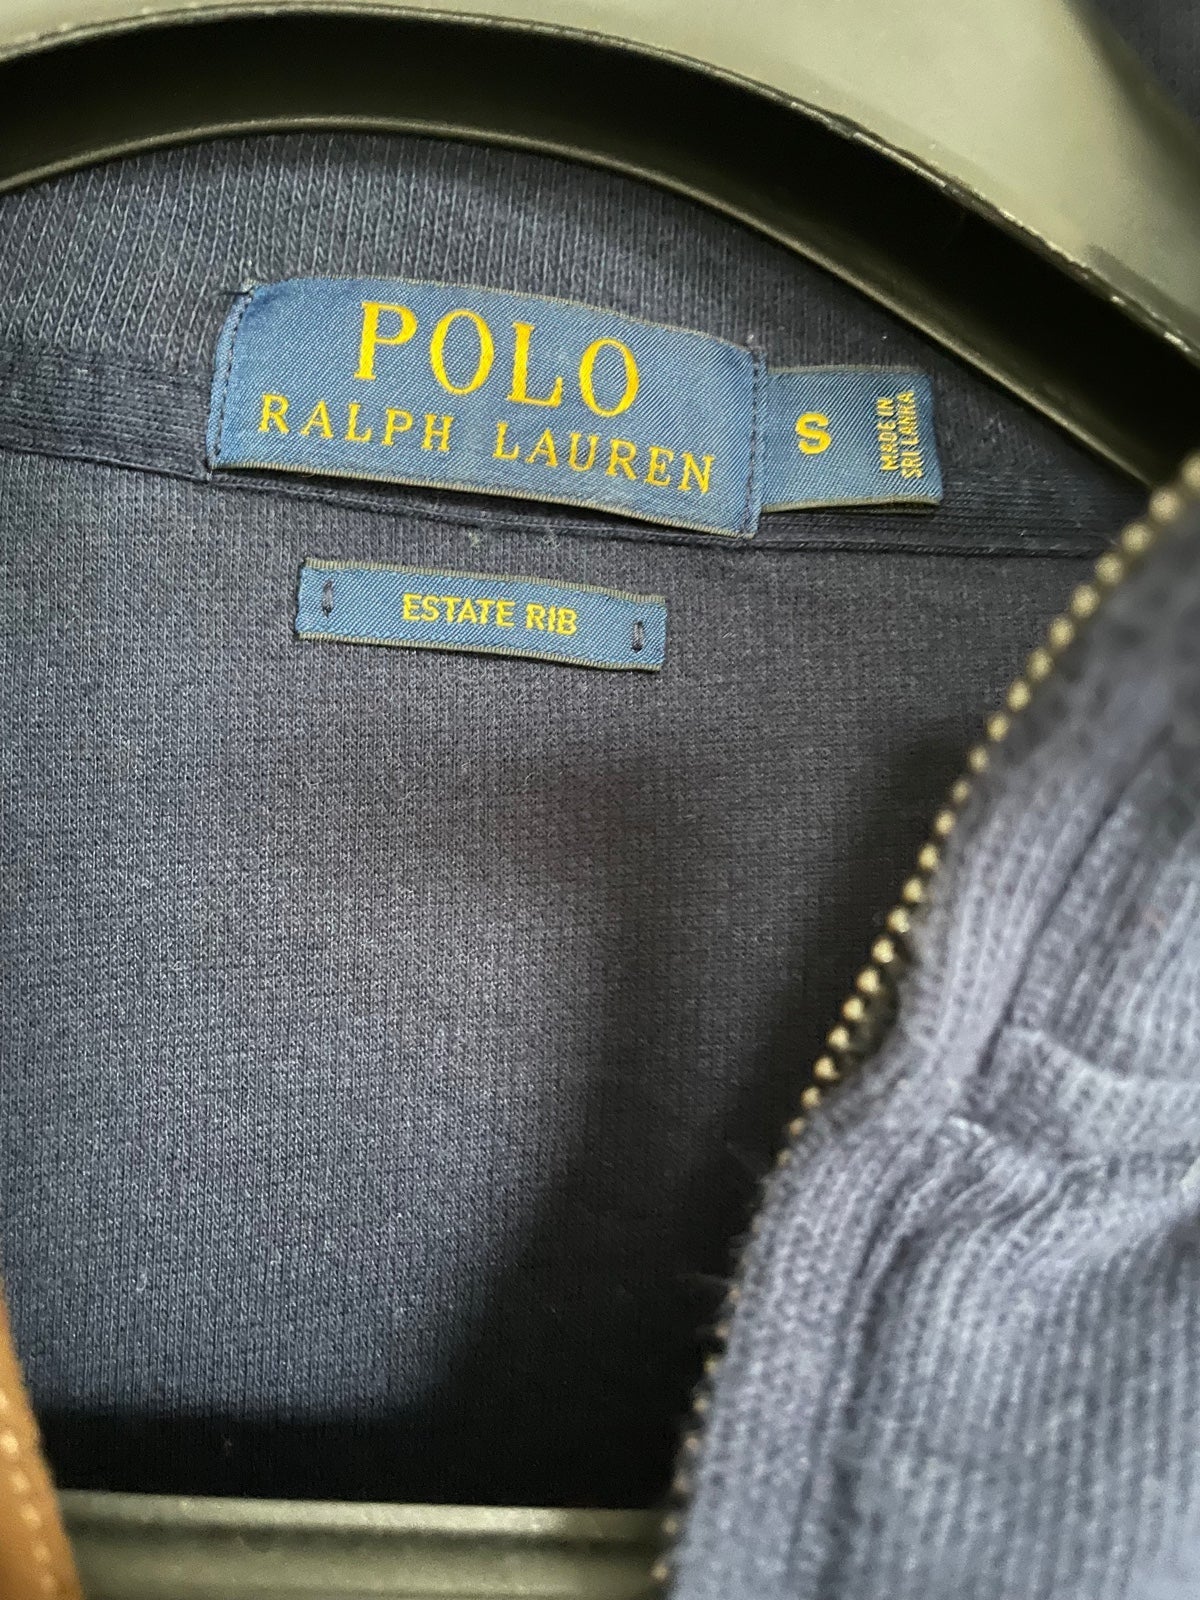 POLO
RALPH LAUREN
S
MADE IN
SRI LANKA
ESTATE RIB